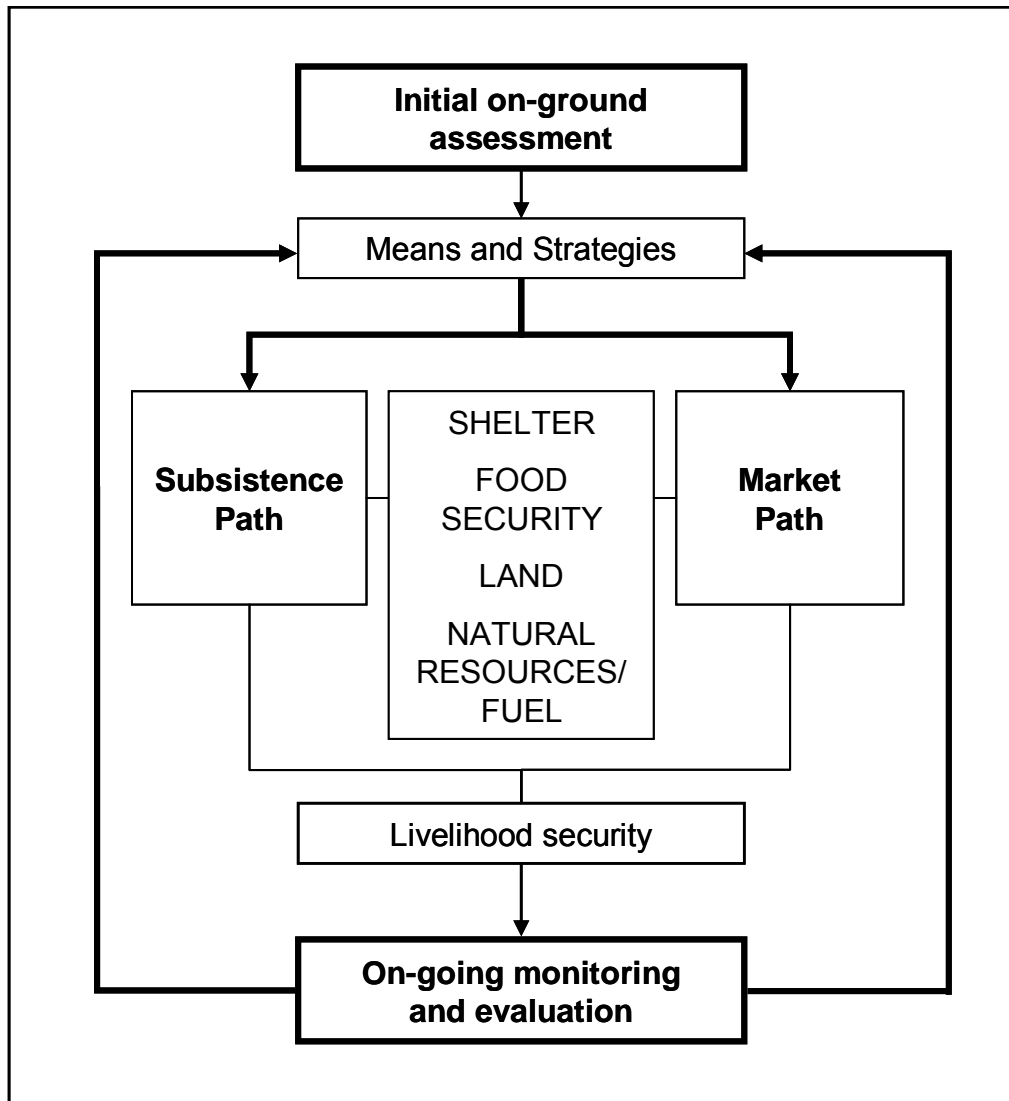 Initial on-ground
assessment
Means and Strategies
Subsistence
Path
SHELTER
FOOD
SECURITY
LAND
NATURAL
RESOURCES/
FUEL
Market
Path
Livelihood security
On-going monitoring
and evaluation